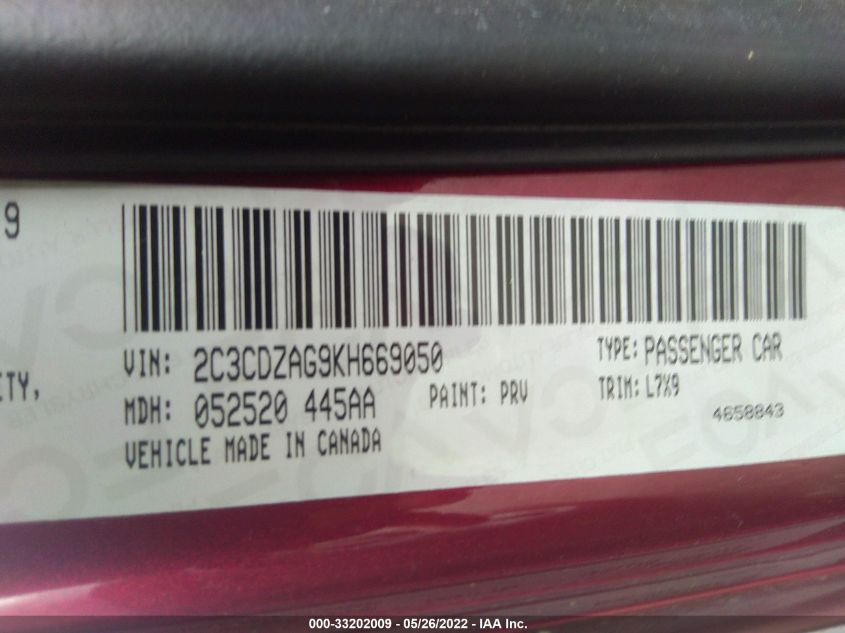 9
ETY,
VIN: 2C3CDZAG9KH669050
TYPE: PASSENGER CAR
MDH: 052520 445AA
PAINT: PRV
TRIM: L7X9
4658843
VEHICLE MADE IN CANADA
000-33202009 - 05/26/2022 - IAA Inc.